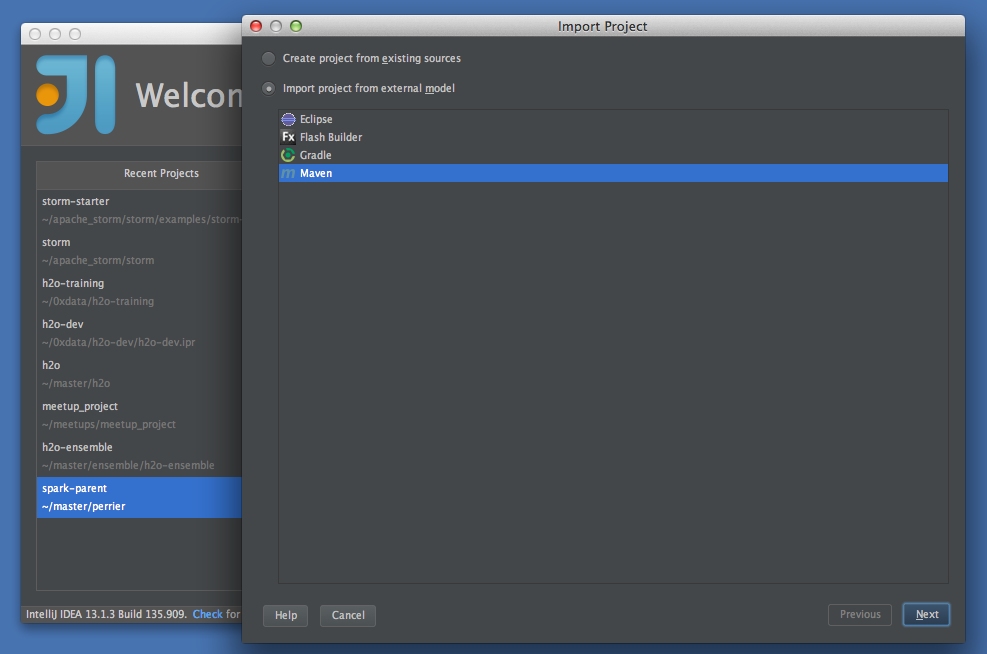 Import Project
Create project from existing sources
Import project from external model
Eclipse
Fx Flash Builder
Gradle
m Maven
Help
Cancel
Previous
Next
JI
Welcom
Recent Projects
storm-starter
~/apache_storm/storm/examples/storm-
storm
~/apache_storm/storm
h2o-training
~/0xdata/h2o-training
h2o-dev
~/0xdata/h2o-dev/h2o-dev.ipr
h2o
~/master/h2o
meetup_project
~/meetups/meetup_project
h2o-ensemble
~/master/ensemble/h2o-ensemble
spark-parent
~/master/perrier
IntelliJ IDEA 13.1.3 Build 135.909. Check for